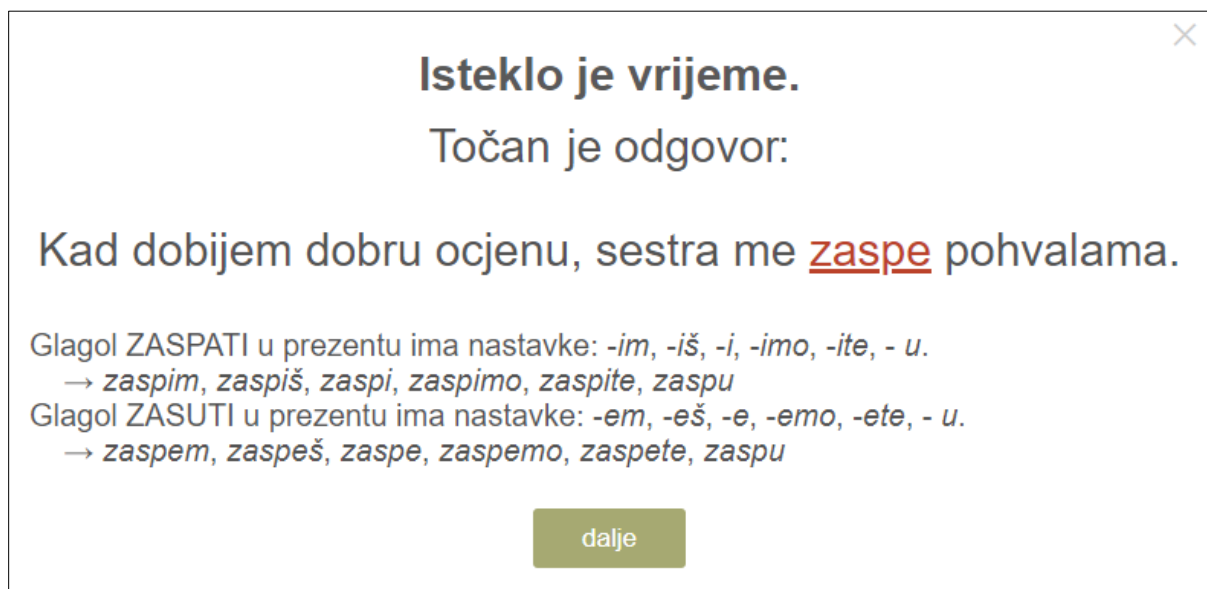 Isteklo je vrijeme.
Točan je odgovor:
Kad dobijem dobru ocjenu, sestra me zaspe pohvalama.
Glagol ZASPATI u prezentu ima nastavke: -im, -iš, -i, -imo, -ite, - u.
→ zaspim, zaspiš, zaspi, zaspimo, zaspite, zaspu
Glagol ZASUTI u prezentu ima nastavke: -em, -eš, -e, -emo, -ete, - u.
→ zaspem, zaspeš, zaspe, zaspemo, zaspete, zaspu
dalje